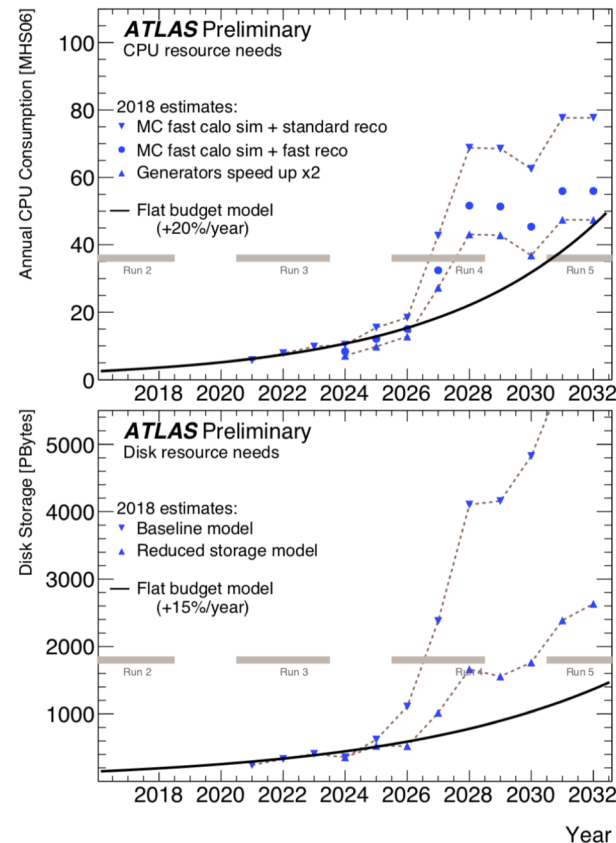 ATLAS Preliminary
CPU resource needs
Annual CPU Consumption [MHS06]
100
80
60
40
20
0
2018 estimates:
MC fast calo sim + standard reco
MC fast calo sim + fast reco
Generators speed up x2
Flat budget model
(+20%/year)
Run 2
Run 3
Run 4
Run 5
2018 2020 2022 2024 2026 2028 2030 2032
ATLAS Preliminary
Disk resource needs
Disk Storage [PBytes]
5000
4000
3000
2000
1000
2018 estimates:
Baseline model
Reduced storage model
Flat budget model
(+15%/year)
Run 2
Run 3
Run 4
Run 5
2018 2020 2022 2024 2026 2028 2030 2032
Year